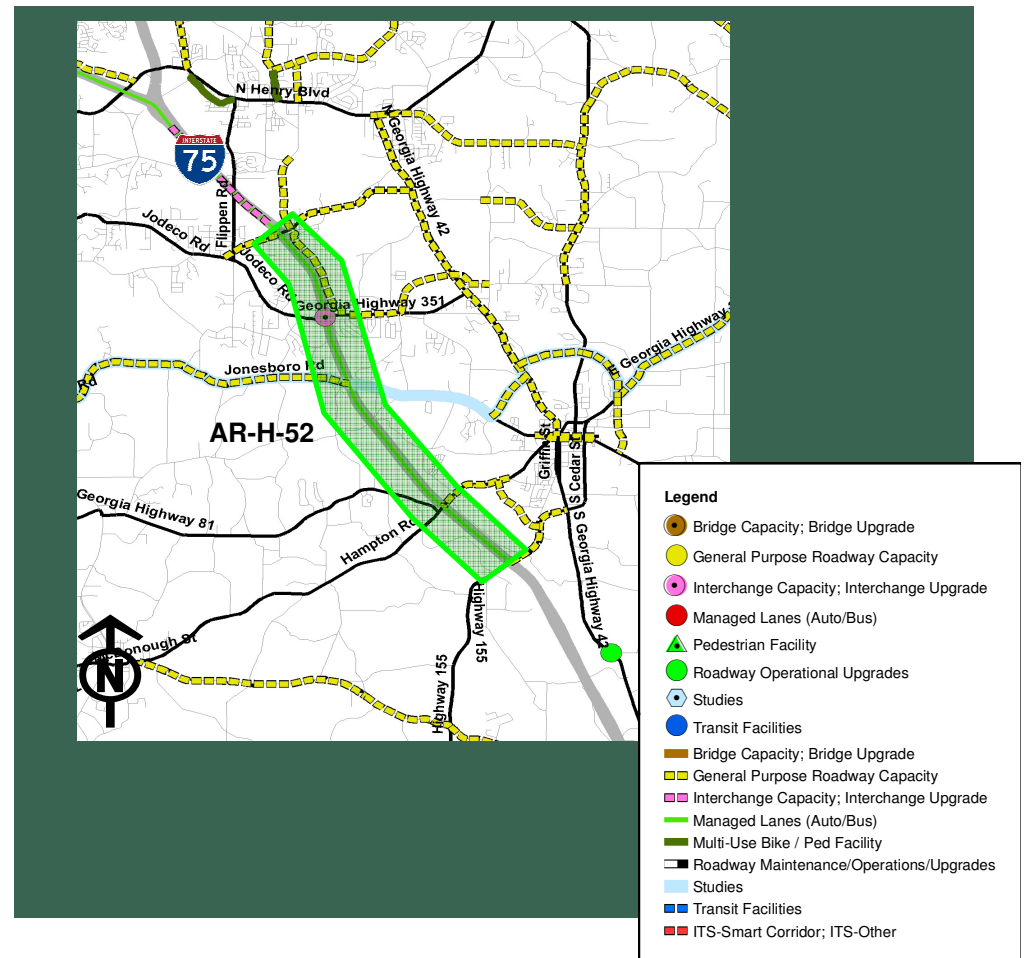 N Henry Blvd
N Georgia Highway 42
INTERSTATE
75
Flippen Rd
Jodeco Rd
Jodeco Rd
Georgia Highway 351
E Georgia Highway
Jonesboro Rd
Rd
AR-H-52
Griffin St
S Cedar St
Georgia Highway 81
Hampton Rd
S Georgia Highway 42
Highway 155
McDonough St
N
Highway 155
Legend
Bridge Capacity; Bridge Upgrade
General Purpose Roadway Capacity
Interchange Capacity; Interchange Upgrade
Managed Lanes (Auto/Bus)
Pedestrian Facility
Roadway Operational Upgrades
Studies
Transit Facilities
Bridge Capacity; Bridge Upgrade
General Purpose Roadway Capacity
Interchange Capacity; Interchange Upgrade
Managed Lanes (Auto/Bus)
Multi-Use Bike / Ped Facility
Roadway Maintenance/Operations/Upgrades
Studies
Transit Facilities
ITS-Smart Corridor; ITS-Other